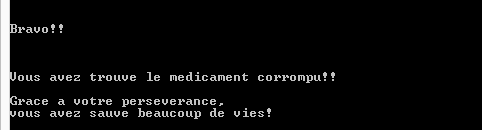 Bravo!!
Vous avez trouve le medicament corrompu!!
Grace a votre perseverance,
vous avez sauve beaucoup de vies!